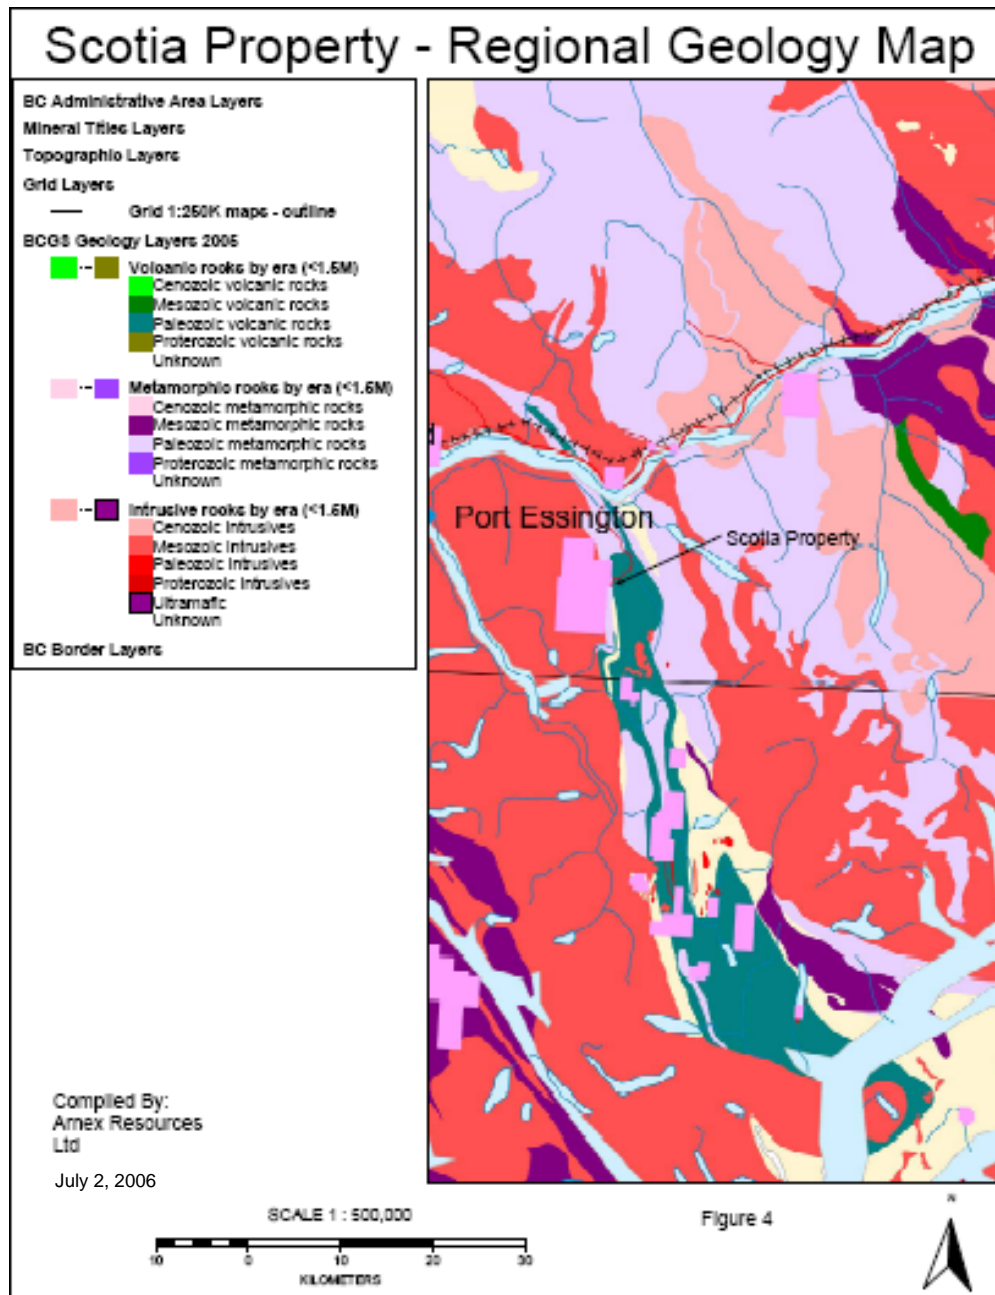 Scotia Property - Regional Geology Map
BC Administrative Area Layers
Mineral Titles Layers
Topographic Layers
Grid Layers
Grid 1:250K maps - outline
BCGS Geology Layers 2005
Volcanic rocks by era (<1.5M)
Cenozoic volcanic rocks
Mesozoic volcanic rocks
Paleozoic volcanic rocks
Proterozoic volcanic rocks
Unknown
Metamorphic rocks by era (<1.5M)
Cenozoic metamorphic rocks
Mesozoic metamorphic rocks
Paleozoic metamorphic rocks
Proterozoic metamorphic rocks
Unknown
Intrusive rocks by era (<1.5M)
Cenozoic Intrusives
Mesozoic Intrusives
Paleozoic Intrusives
Proterozoic Intrusives
Ultramafic
Unknown
BC Border Layers
d
Port Essington
Scotia Property
Compiled By:
Arnex Resources
Ltd
July 2, 2006
SCALE 1 : 500,000
10 0 10 20 30
KILOMETERS
Figure 4
N